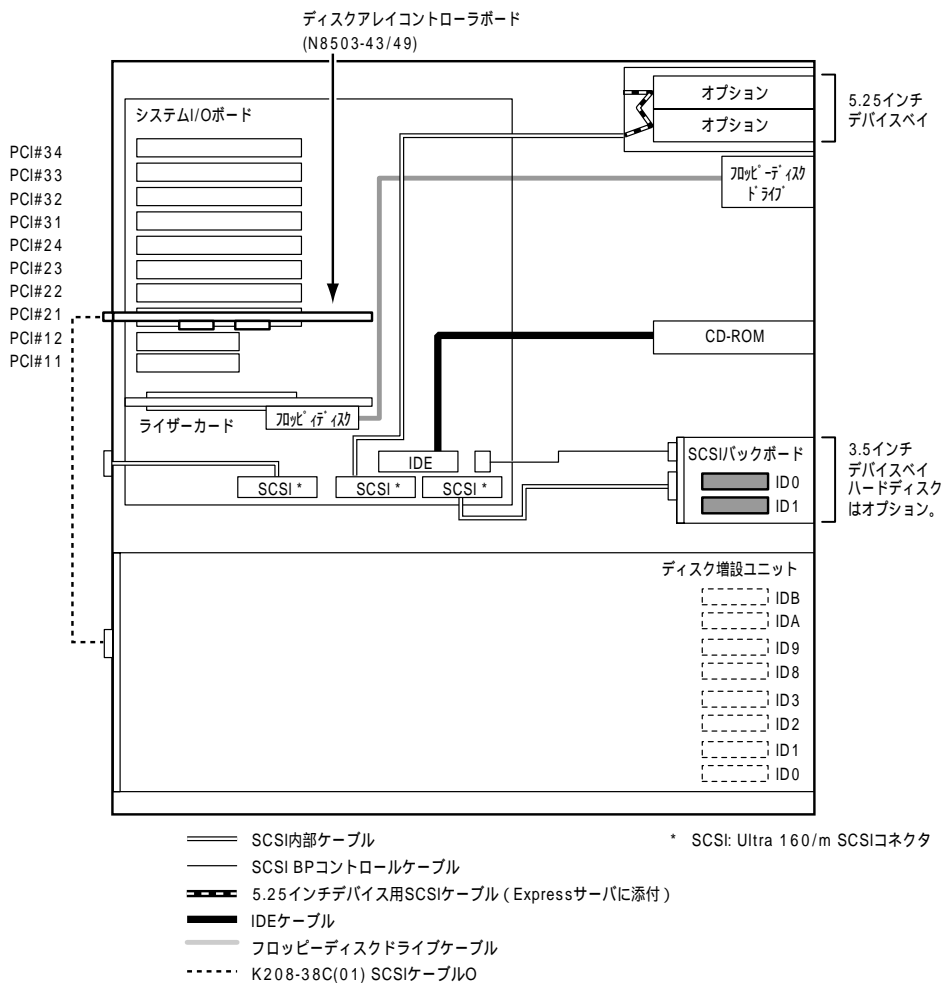 ディスクアレイコントローラボード
(N8503-43/49)
システムI/Oボード
PCI#34
PCI#33
PCI#32
PCI#31
PCI#24
PCI#23
PCI#22
PCI#21
PCI#12
PCI#11
オプション
オプション
5.25インチ
デバイスベイ
ﾌﾛｯﾋﾟｰﾃﾞｨｽｸ
ﾄﾞﾗｲﾌﾞ
CD-ROM
ライザーカード
ﾌﾛｯﾋﾟｨﾃﾞｨｽｸ
IDE
SCSI *
SCSI *
SCSI *
SCSIバックボード
ID0
ID1
3.5インチ
デバイスベイ
ハードディスク
はオプション。
ディスク増設ユニット
IDB
IDA
ID9
ID8
ID3
ID2
ID1
ID0
SCSI内部ケーブル
* SCSI: Ultra 160/m SCSIコネクタ
SCSI BPコントロールケーブル
5.25インチデバイス用SCSIケーブル（Expressサーバに添付）
IDEケーブル
フロッピーディスクドライブケーブル
K208-38C(01) SCSIケーブルO